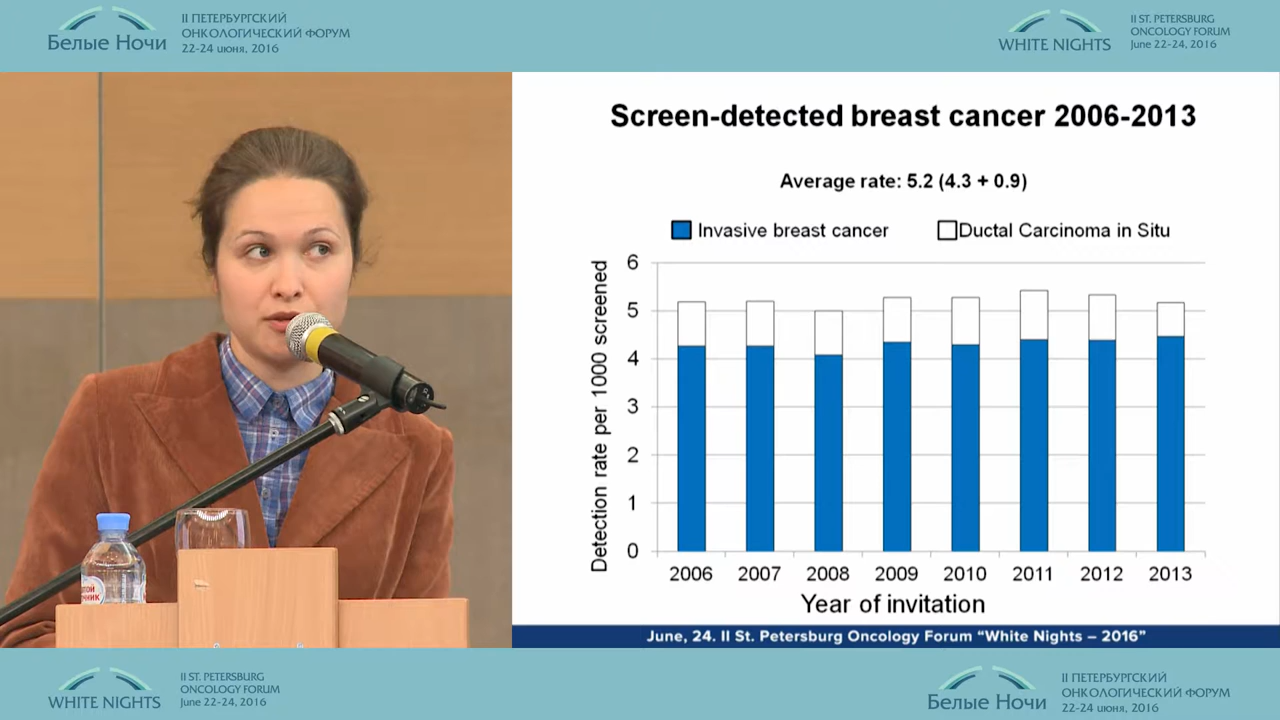 Белые Ночи
II ПЕТЕРБУРГСКИЙ
ОНКОЛОГИЧЕСКИЙ ФОРУМ
22-24 июня, 2016
WHITE NIGHTS
II ST. PETERSBURG
ONCOLOGY FORUM
June 22-24, 2016
Screen-detected breast cancer 2006-2013
Average rate: 5.2 (4.3 + 0.9)
Invasive breast cancer
Ductal Carcinoma in Situ
Detection rate per 1000 screened
6
5
4
3
2
1
0
2006 2007 2008 2009 2010 2011 2012 2013
Year of invitation
June, 24. II St. Petersburg Oncology Forum “White Nights – 2016”
WHITE NIGHTS
II ST. PETERSBURG
ONCOLOGY FORUM
June 22-24, 2016
Белые Ночи
II ПЕТЕРБУРГСКИЙ
ОНКОЛОГИЧЕСКИЙ ФОРУМ
22-24 июня, 2016